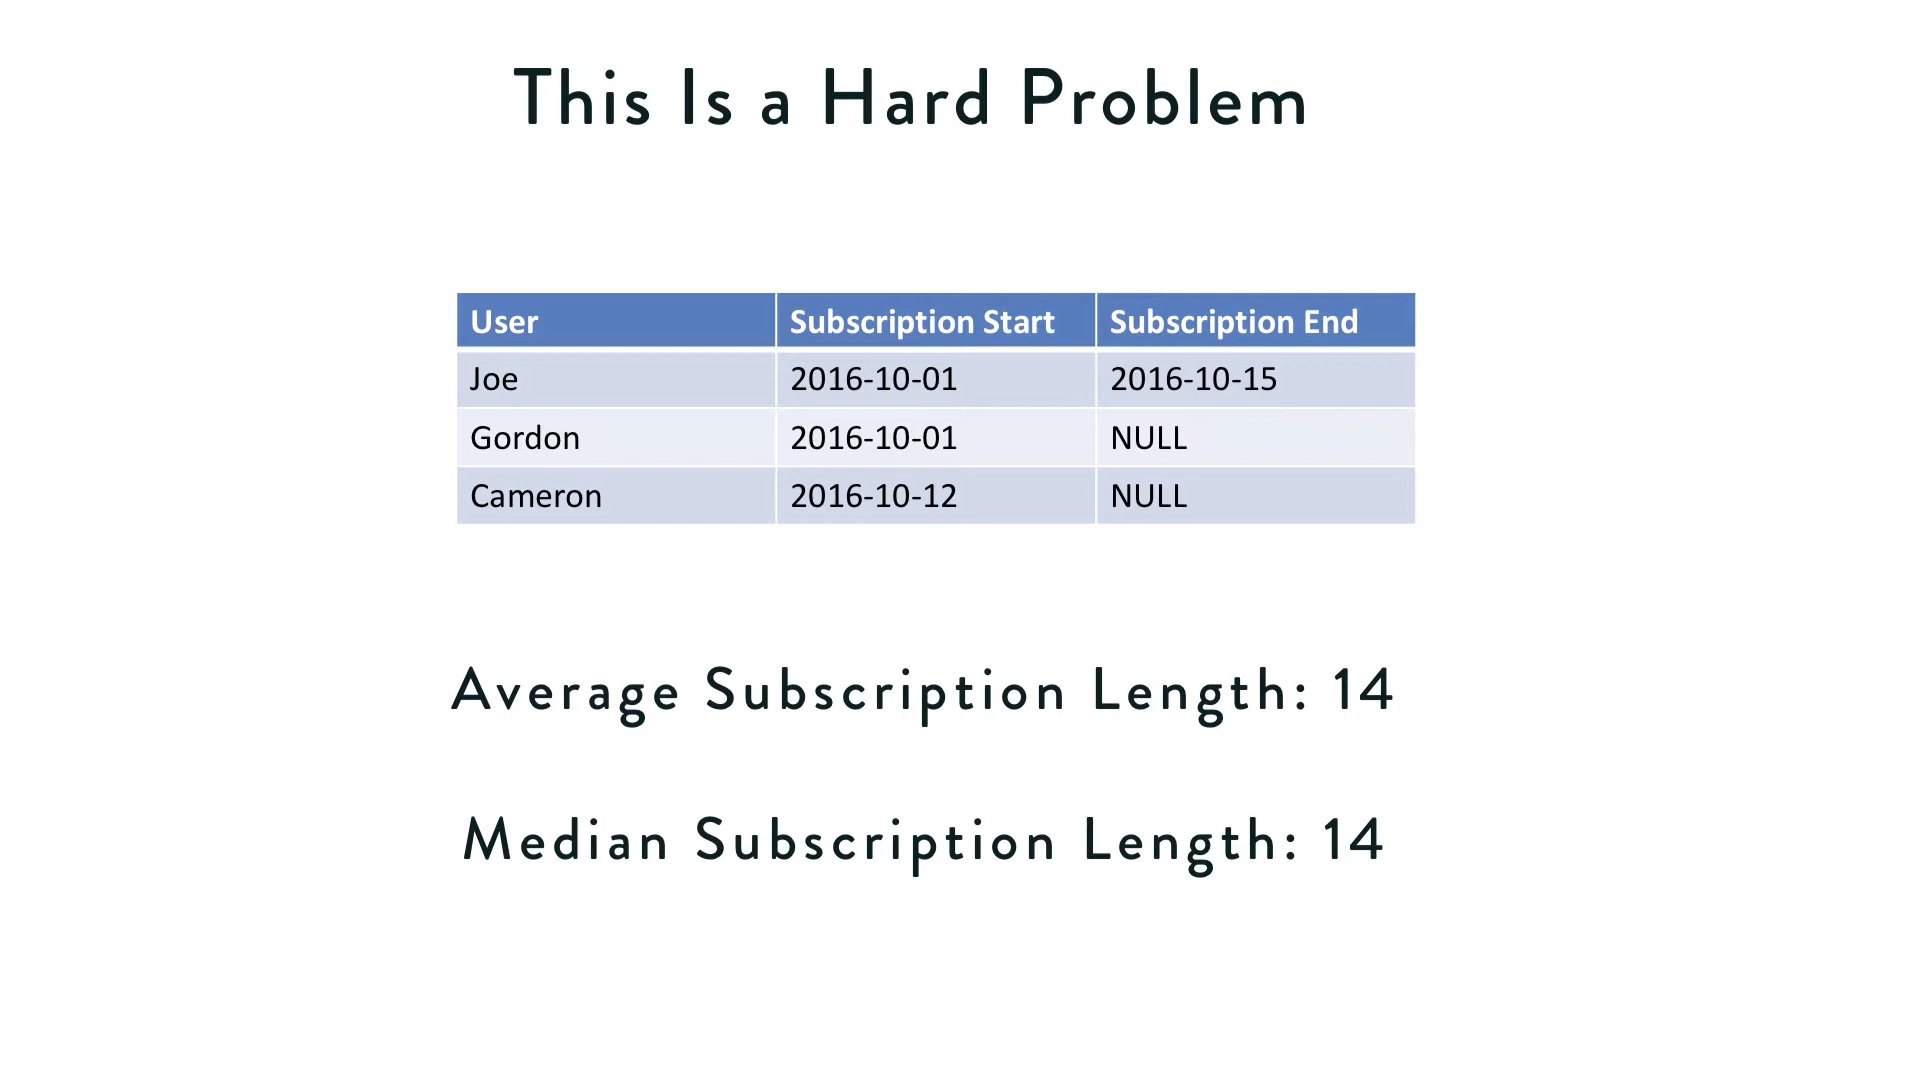 This Is a Hard Problem
User Subscription Start Subscription End
Joe 2016-10-01 2016-10-15
Gordon 2016-10-01 NULL
Cameron 2016-10-12 NULL
Average Subscription Length: 14
Median Subscription Length: 14